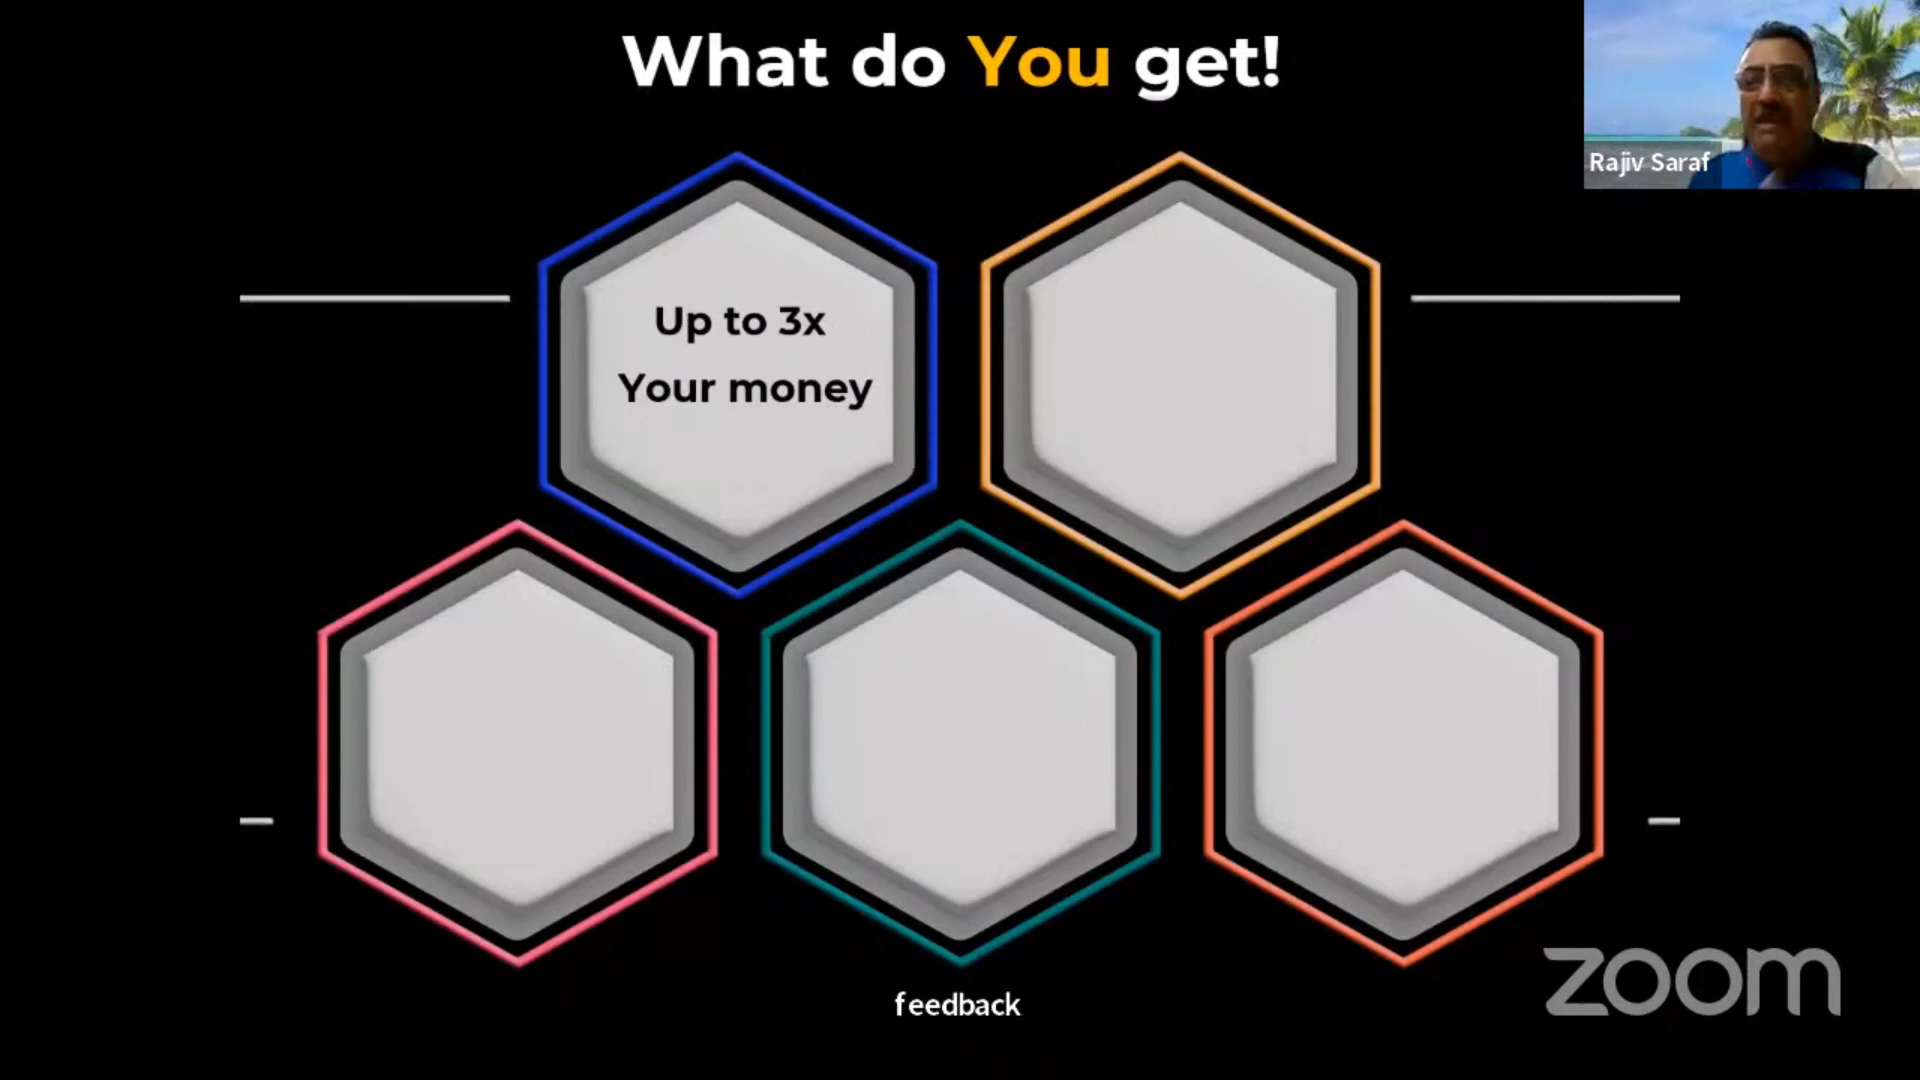 What do You get!
Rajiv Saraf
Up to 3x
Your money
feedback
zoom